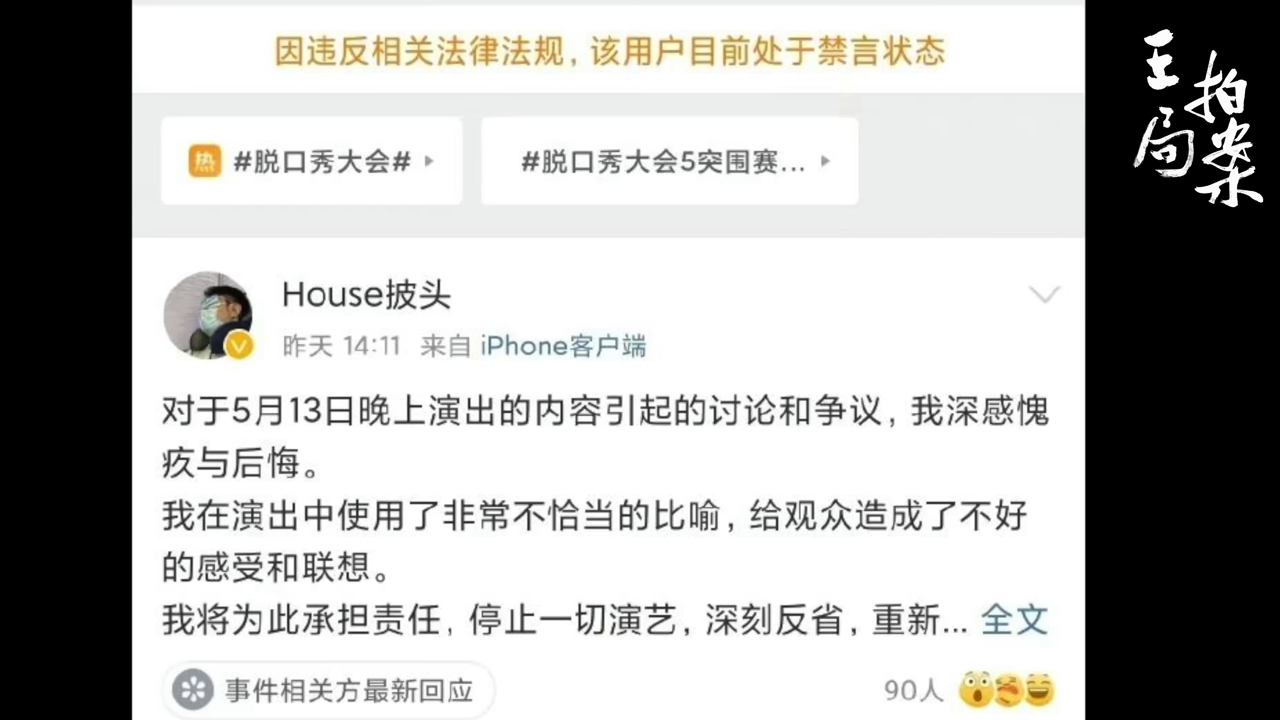 因违反相关法律法规，该用户目前处于禁言状态
热 #脱口秀大会#
#脱口秀大会5突围赛...
House披头
昨天 14:11 来自 iPhone客户端
对于5月13日晚上演出的内容引起的讨论和争议，我深感愧
疚与后悔。
我在演出中使用了非常不恰当的比喻，给观众造成了不好
的感受和联想。
我将为此承担责任，停止一切演艺，深刻反省，重新... 全文
事件相关方最新回应
90人
王局拍案